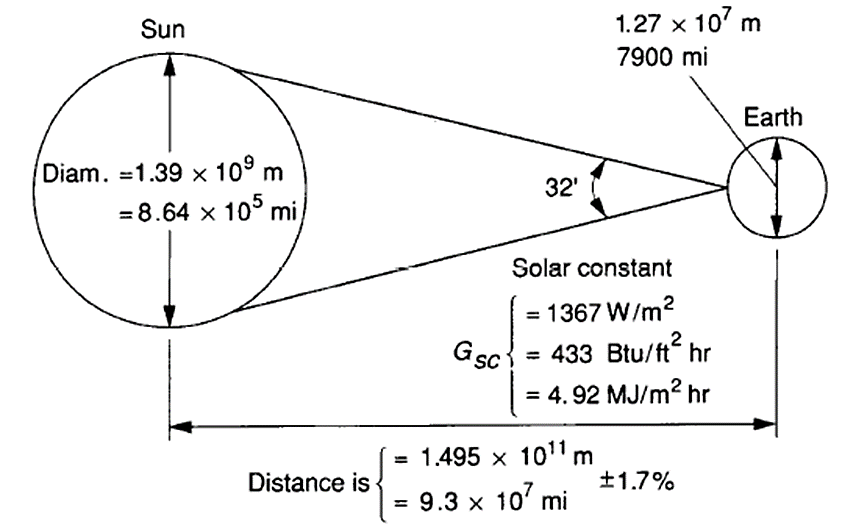 Sun
1.27 × 10⁷ m
7900 mi
Earth
Diam. =1.39 × 10⁹ m
=8.64 × 10⁵ mi
32'
Solar constant
G_SC { = 1367 W/m²
= 433 Btu/ft² hr
= 4.92 MJ/m² hr
Distance is { = 1.495 × 10¹¹ m ±1.7%
= 9.3 × 10⁷ mi